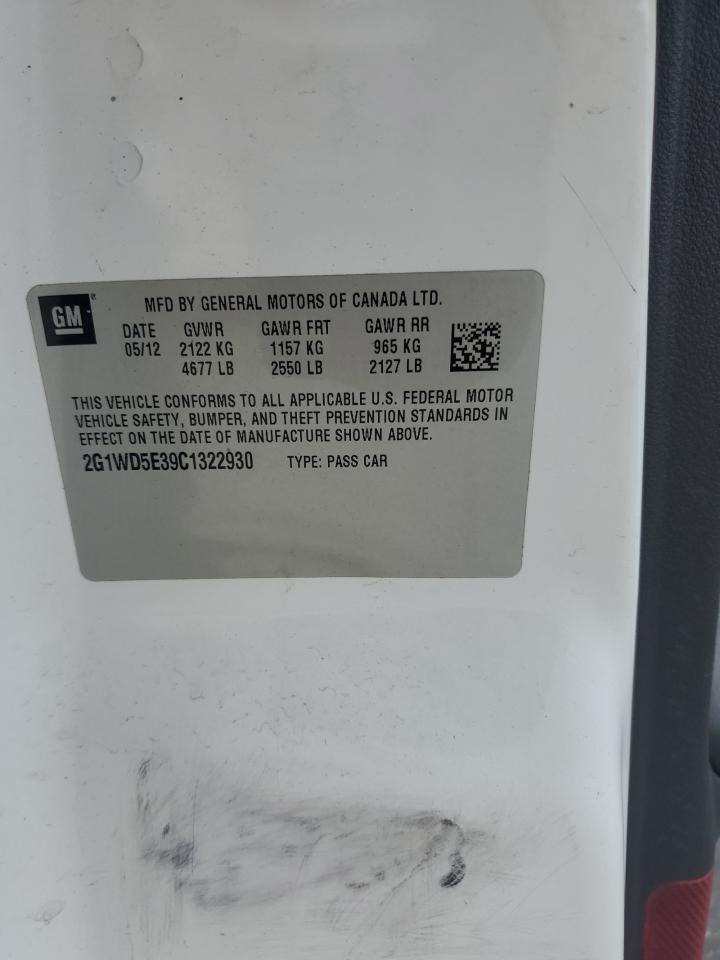 GM
MFD BY GENERAL MOTORS OF CANADA LTD.
DATE GVWR GAWR FRT GAWR RR
05/12 2122 KG 1157 KG 965 KG
4677 LB 2550 LB 2127 LB
THIS VEHICLE CONFORMS TO ALL APPLICABLE U.S. FEDERAL MOTOR
VEHICLE SAFETY, BUMPER, AND THEFT PREVENTION STANDARDS IN
EFFECT ON THE DATE OF MANUFACTURE SHOWN ABOVE.
2G1WD5E39C1322930 TYPE: PASS CAR